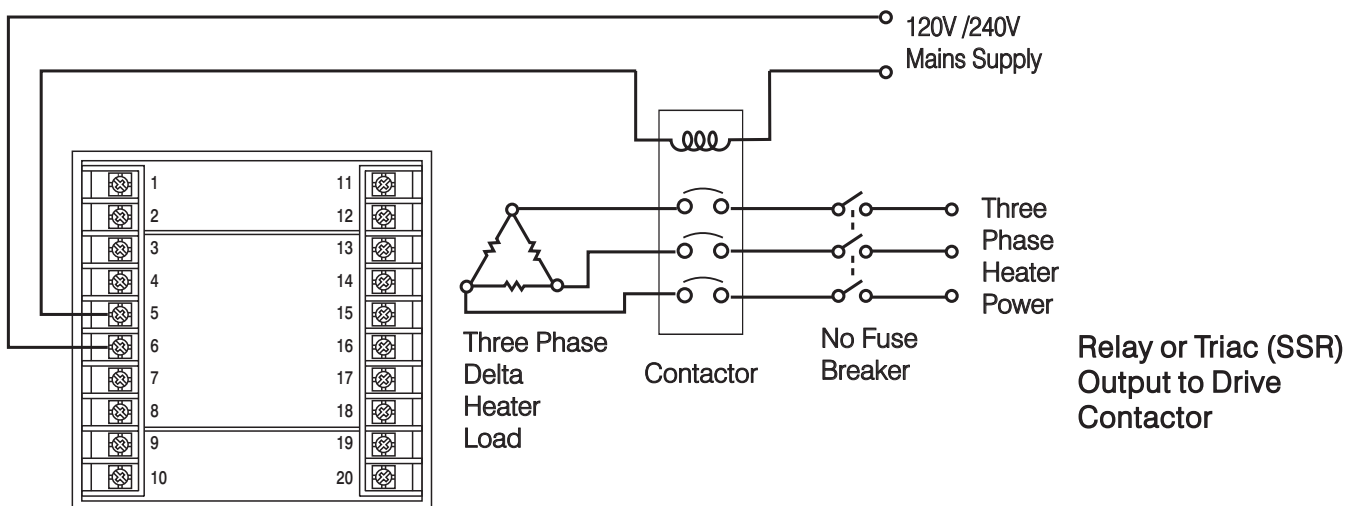 120V /240V
Mains Supply
1
2
3
4
5
6
7
8
9
10
11
12
13
14
15
16
17
18
19
20
Three Phase
Delta
Heater
Load
Contactor
No Fuse
Breaker
Three
Phase
Heater
Power
Relay or Triac (SSR)
Output to Drive
Contactor